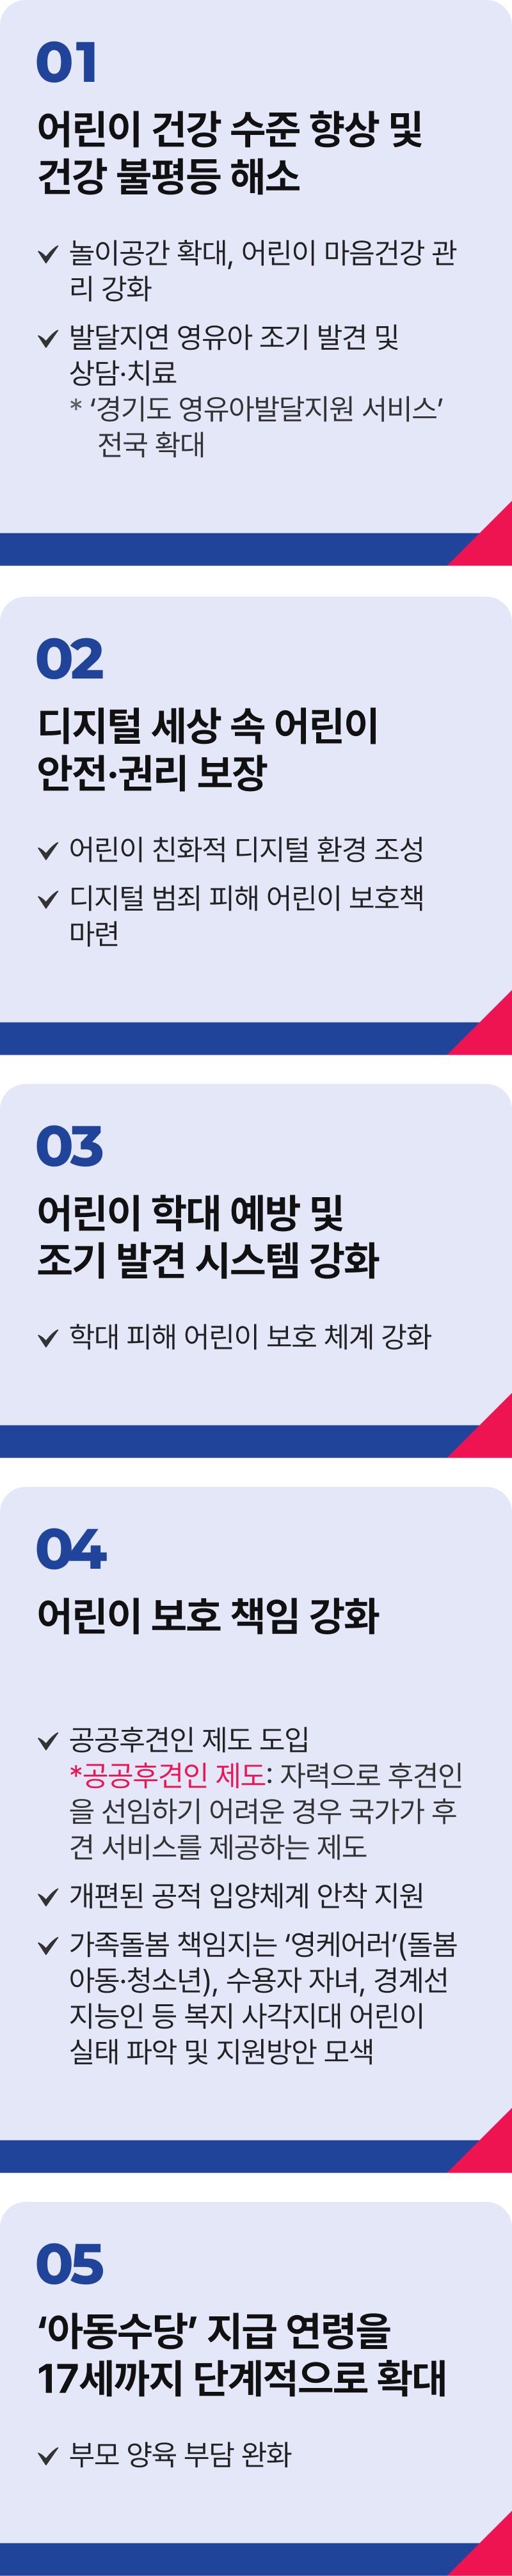 01
어린이 건강 수준 향상 및
건강 불평등 해소
놀이공간 확대, 어린이 마음건강 관
리 강화
발달지연 영유아 조기 발견 및
상담·치료
* ‘경기도 영유아발달지원 서비스’
전국 확대
02
디지털 세상 속 어린이
안전·권리 보장
어린이 친화적 디지털 환경 조성
디지털 범죄 피해 어린이 보호책
마련
03
어린이 학대 예방 및
조기 발견 시스템 강화
학대 피해 어린이 보호 체계 강화
04
어린이 보호 책임 강화
공공후견인 제도 도입
*공공후견인 제도: 자력으로 후견인
을 선임하기 어려운 경우 국가가 후
견 서비스를 제공하는 제도
개편된 공적 입양체계 안착 지원
가족돌봄 책임지는 ‘영케어러’(돌봄
아동·청소년), 수용자 자녀, 경계선
지능인 등 복지 사각지대 어린이
실태 파악 및 지원방안 모색
05
‘아동수당’ 지급 연령을
17세까지 단계적으로 확대
부모 양육 부담 완화